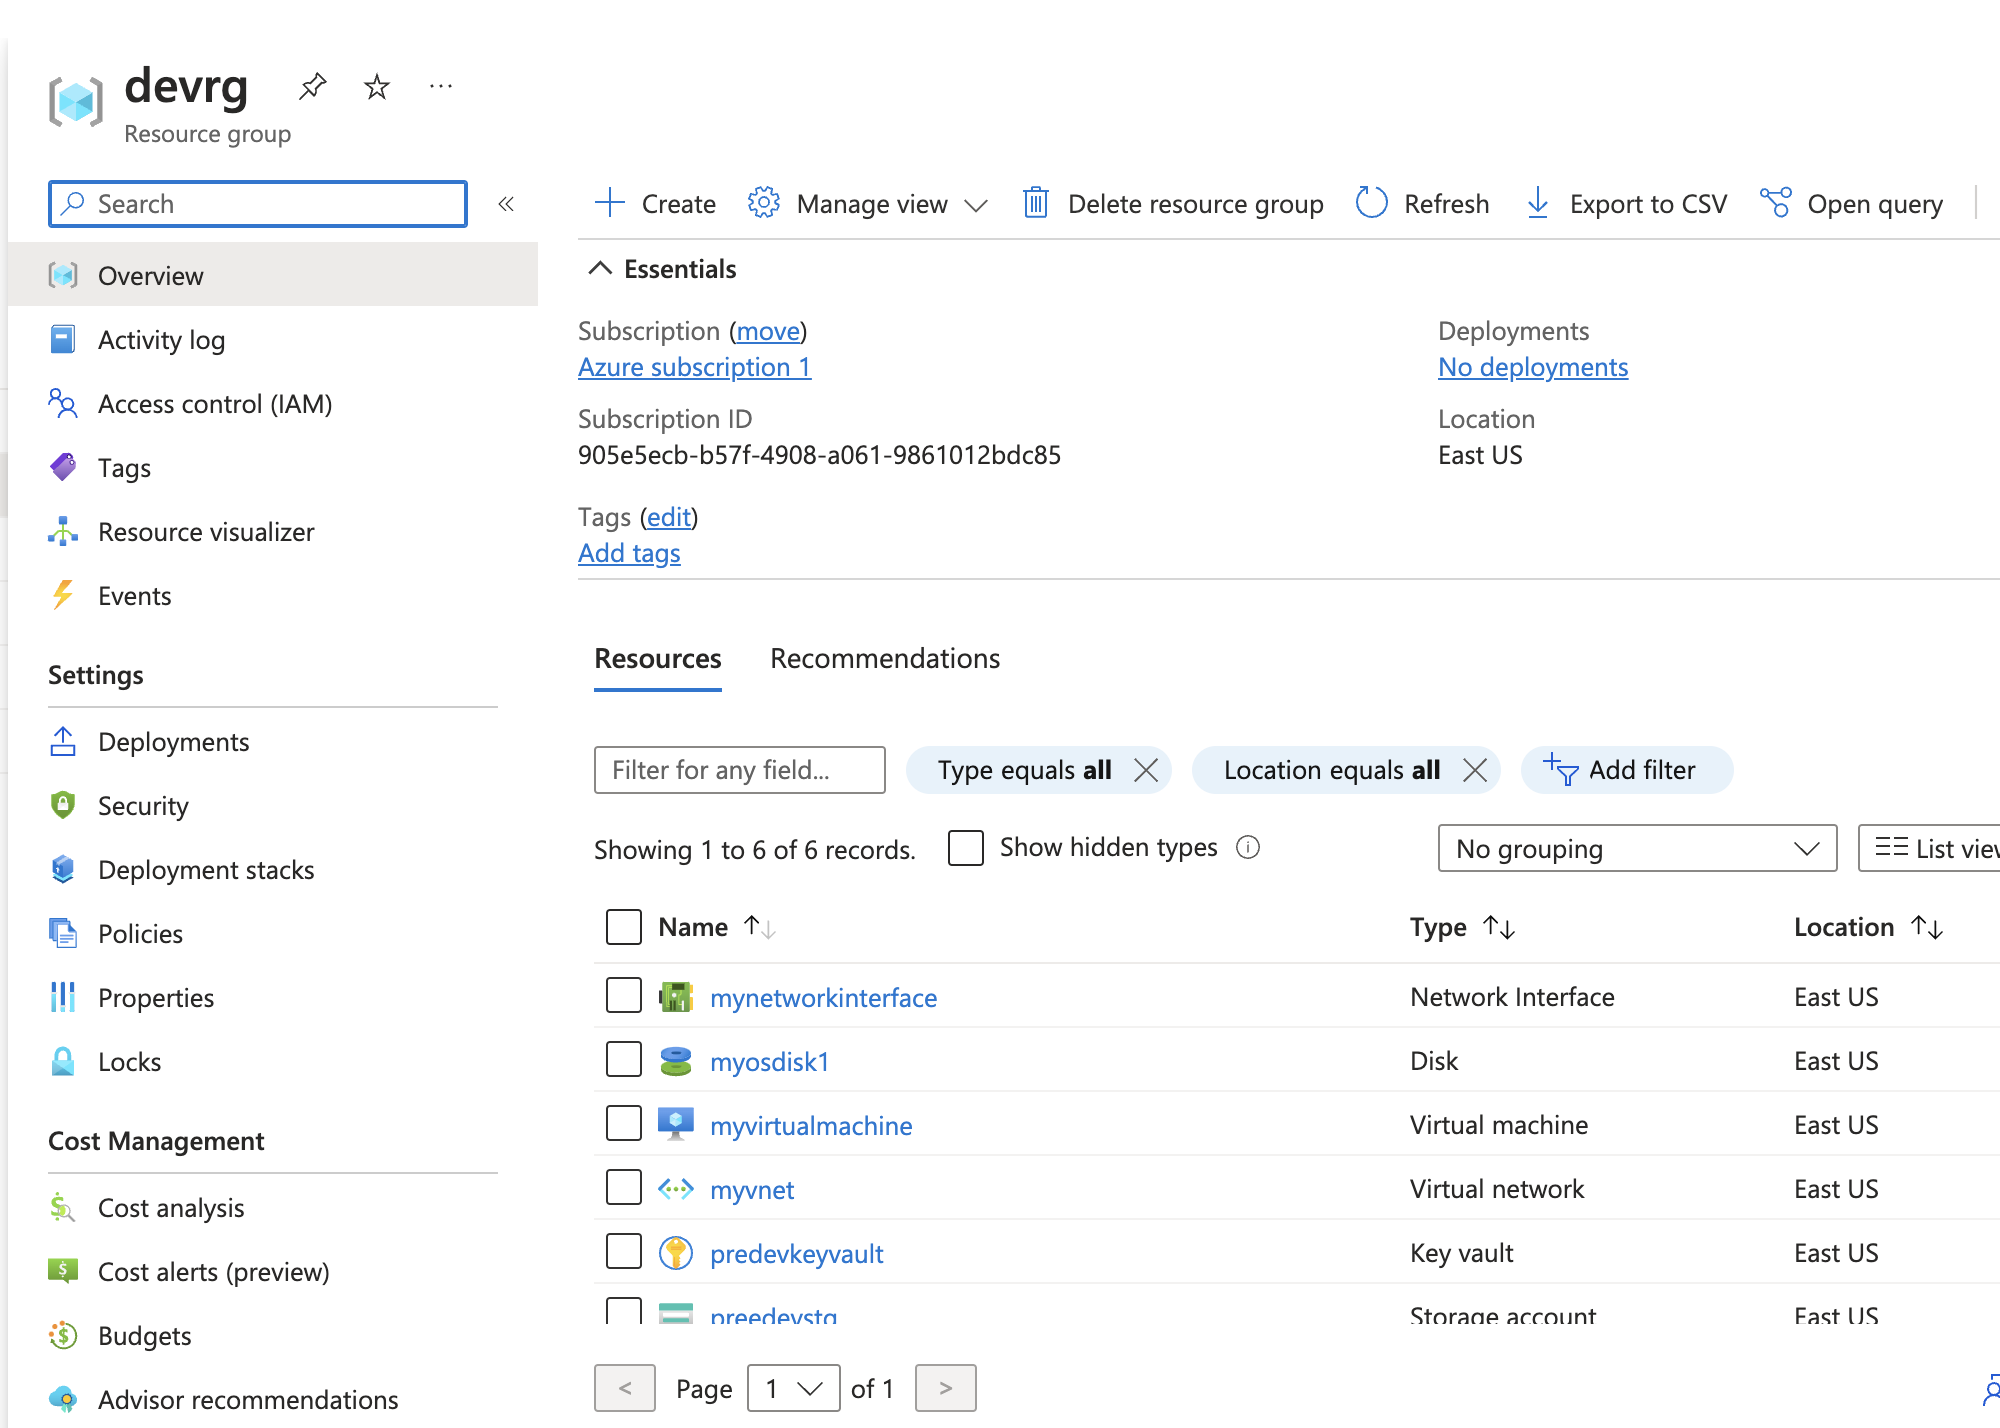 devrg
Resource group
Search
Create
Manage view
Delete resource group
Refresh
Export to CSV
Open query
Overview
Activity log
Access control (IAM)
Tags
Resource visualizer
Events
Settings
Deployments
Security
Deployment stacks
Policies
Properties
Locks
Cost Management
Cost analysis
Cost alerts (preview)
Budgets
Advisor recommendations
Essentials
Subscription (move)
Azure subscription 1
Subscription ID
905e5ecb-b57f-4908-a061-9861012bdc85
Tags (edit)
Add tags
Deployments
No deployments
Location
East US
Resources Recommendations
Filter for any field... Type equals all Location equals all Add filter
Showing 1 to 6 of 6 records. Show hidden types No grouping List view
Name Type Location
mynetworkinterface Network Interface East US
myosdisk1 Disk East US
myvirtualmachine Virtual machine East US
myvnet Virtual network East US
predevkeyvault Key vault East US
preedevstg Storage account East US
< Page 1 of 1 >